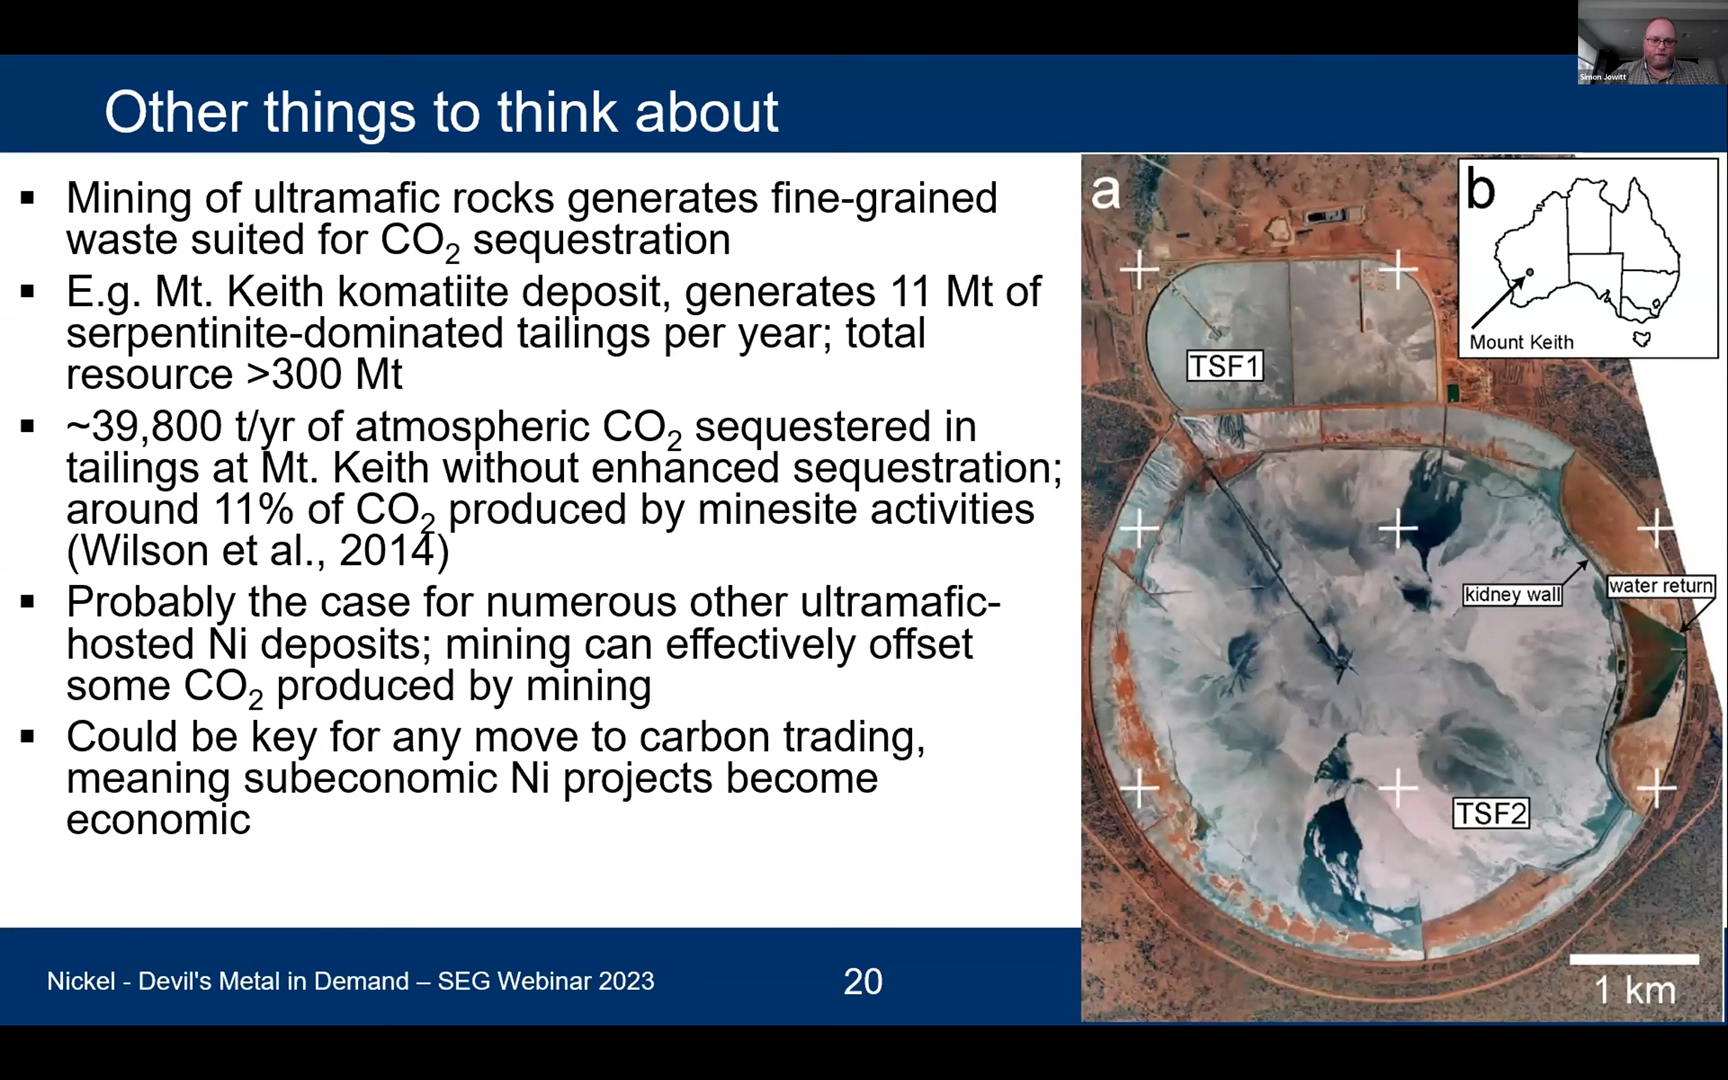 Simon Jowitt
Other things to think about
▪ Mining of ultramafic rocks generates fine-grained
waste suited for CO₂ sequestration
▪ E.g. Mt. Keith komatiite deposit, generates 11 Mt of
serpentinite-dominated tailings per year; total
resource >300 Mt
▪ ~39,800 t/yr of atmospheric CO₂ sequestered in
tailings at Mt. Keith without enhanced sequestration;
around 11% of CO₂ produced by minesite activities
(Wilson et al., 2014)
▪ Probably the case for numerous other ultramafic-
hosted Ni deposits; mining can effectively offset
some CO₂ produced by mining
▪ Could be key for any move to carbon trading,
meaning subeconomic Ni projects become
economic
a
b
Mount Keith
TSF1
kidney wall
water return
TSF2
1 km
Nickel - Devil's Metal in Demand – SEG Webinar 2023
20